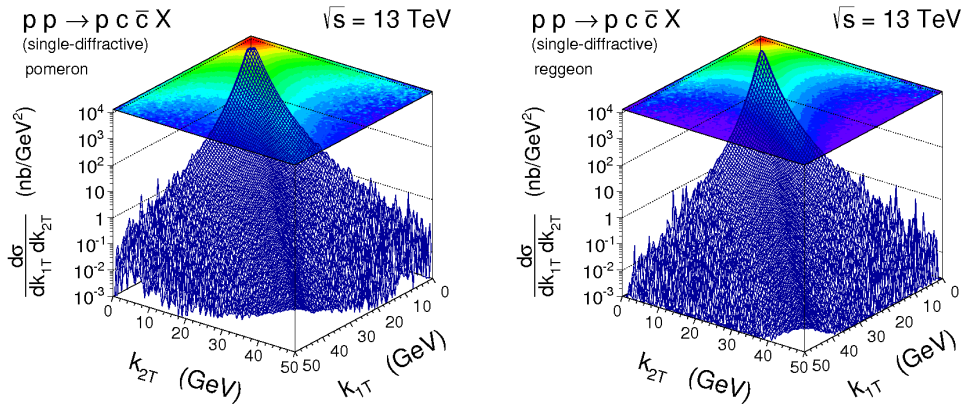 p p → p c c̅ X √s = 13 TeV
(single-diffractive)
pomeron
10⁴
10³
10²
10
1
10⁻¹
10⁻²
10⁻³
dσ/dk₁T dk₂T (nb/GeV²)
0 10 20 30 40 50
k₂T (GeV)
50 40 30 20 10 0
k₁T (GeV)
p p → p c c̅ X √s = 13 TeV
(single-diffractive)
reggeon
10⁴
10³
10²
10
1
10⁻¹
10⁻²
10⁻³
dσ/dk₁T dk₂T (nb/GeV²)
0 10 20 30 40 50
k₂T (GeV)
50 40 30 20 10 0
k₁T (GeV)